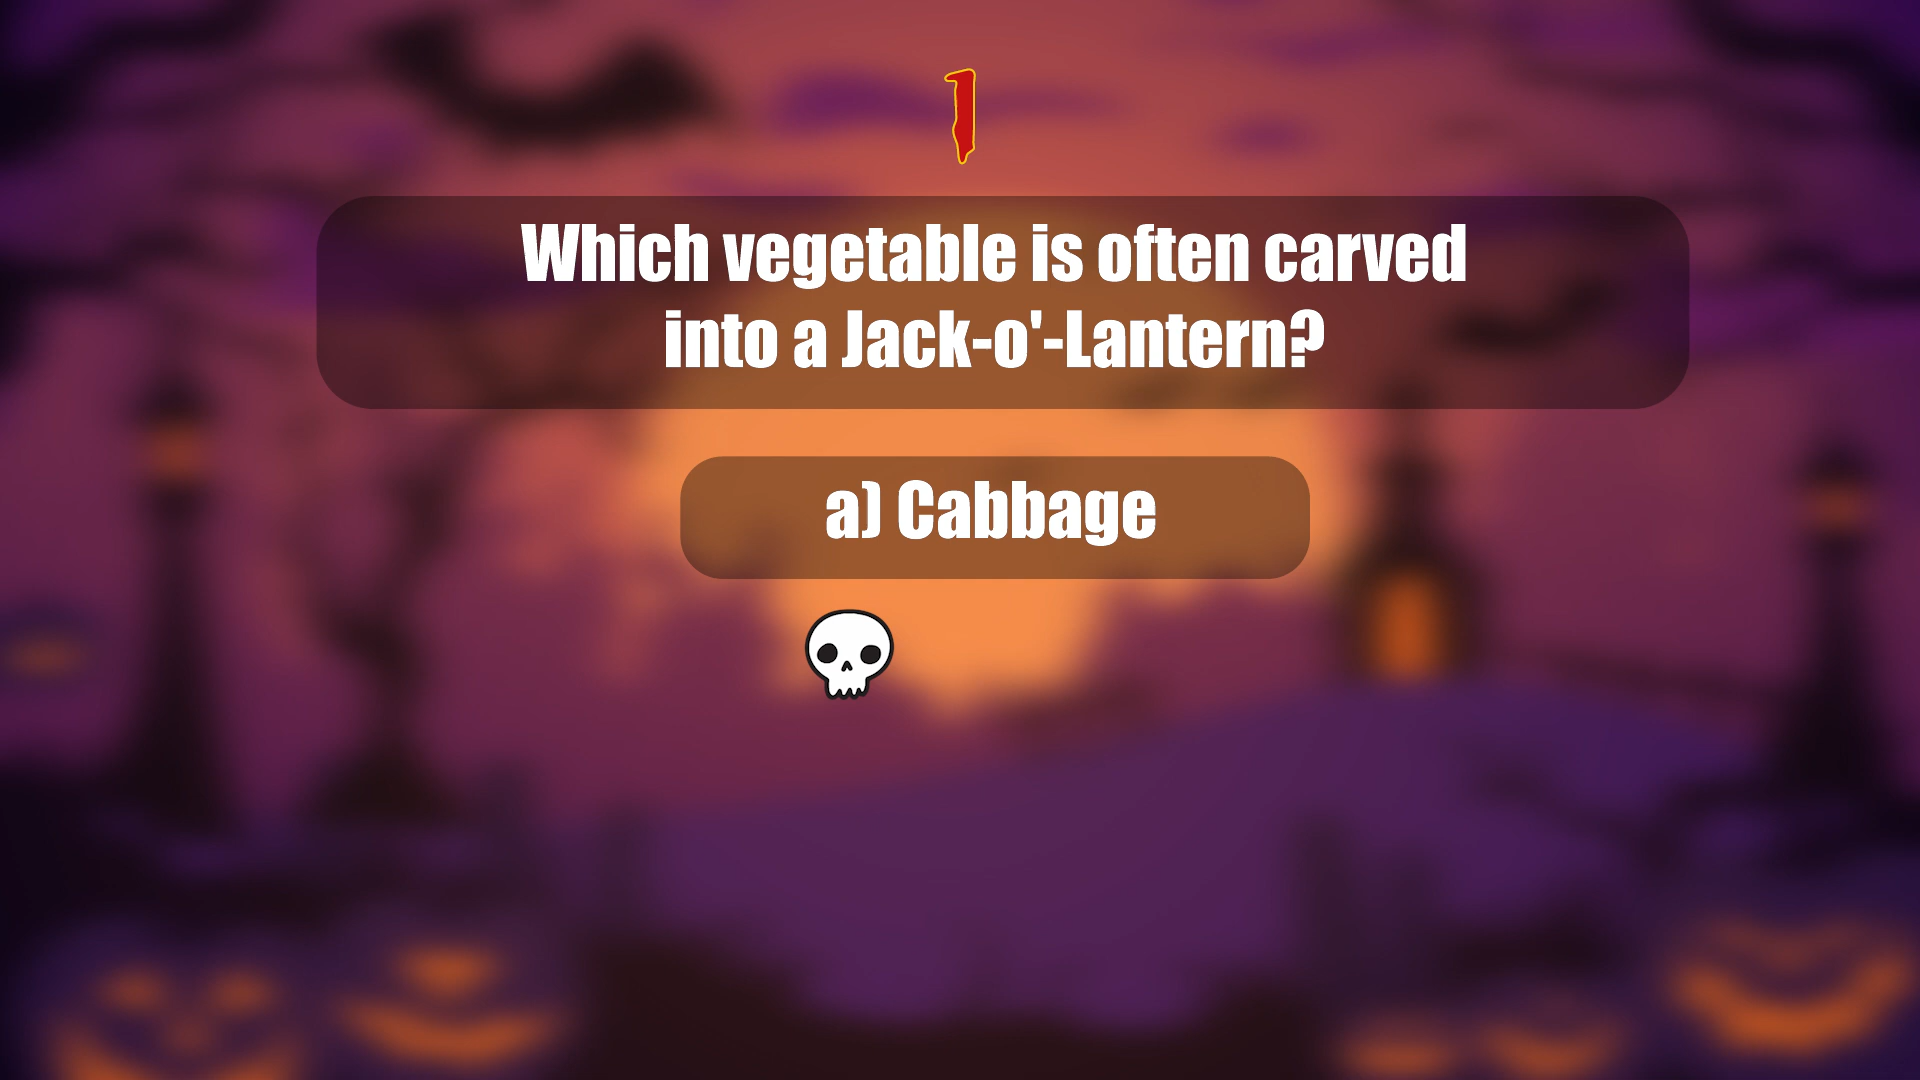 1
Which vegetable is often carved
into a Jack-o'-Lantern?
a) Cabbage